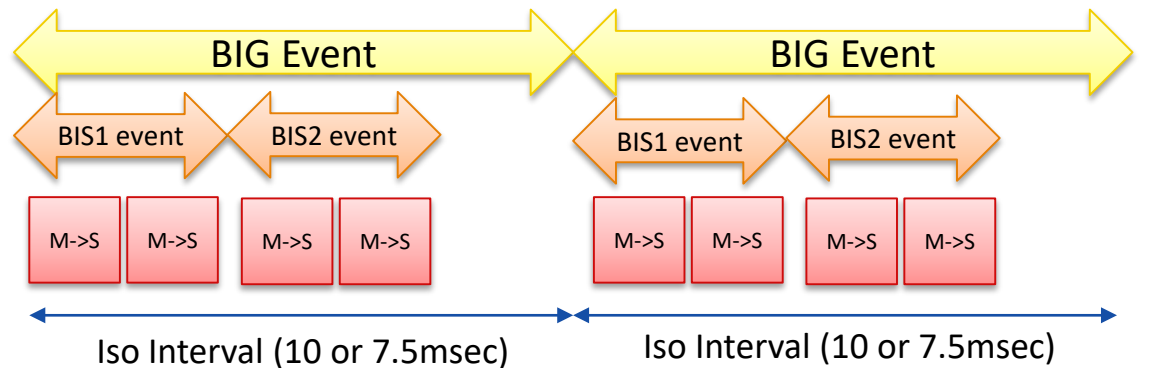 BIG Event BIG Event
BIS1 event BIS2 event BIS1 event BIS2 event
M->S M->S M->S M->S M->S M->S M->S M->S
Iso Interval (10 or 7.5msec) Iso Interval (10 or 7.5msec)